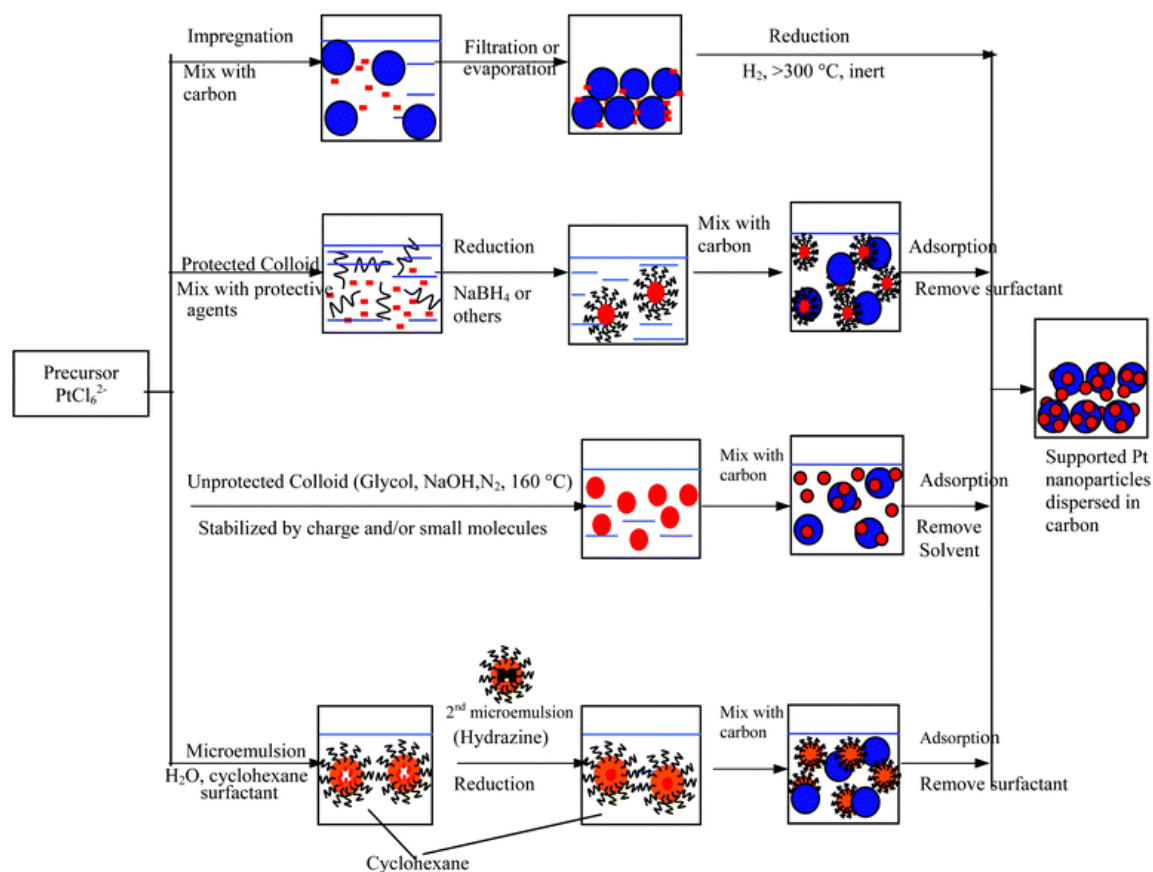 Impregnation
Mix with
carbon
Filtration or
evaporation
Reduction
H₂, >300 °C, inert
Protected Colloid
Mix with protective
agents
Reduction
NaBH₄ or
others
Mix with
carbon
Adsorption
Remove surfactant
Precursor
PtCl₆²⁻
Unprotected Colloid (Glycol, NaOH,N₂, 160 °C)
Stabilized by charge and/or small molecules
Mix with
carbon
Adsorption
Remove
Solvent
Supported Pt
nanoparticles
dispersed in
carbon
Microemulsion
H₂O, cyclohexane
surfactant
2ⁿᵈ microemulsion
(Hydrazine)
Reduction
Mix with
carbon
Adsorption
Remove surfactant
Cyclohexane